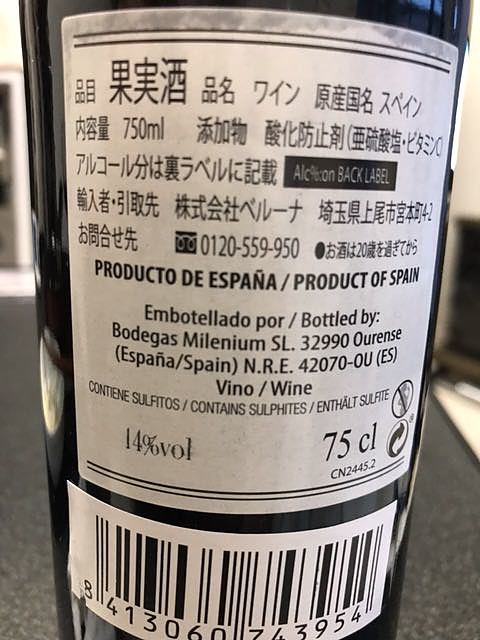 品目 果実酒 品名 ワイン 原産国名 スペイン
内容量 750ml 添加物 酸化防止剤(亜硫酸塩・ビタミンC)
アルコール分は裏ラベルに記載 Alc%:on BACK LABEL
輸入者・引取先 株式会社ベルーナ 埼玉県上尾市宮本町4-2
お問合せ先 0120-559-950 ●お酒は20歳を過ぎてから
PRODUCTO DE ESPAÑA / PRODUCT OF SPAIN
Embotellado por / Bottled by:
Bodegas Milenium SL. 32990 Ourense
(España/Spain) N.R.E. 42070-OU (ES)
Vino / Wine
CONTIENE SULFITOS / CONTAINS SULPHITES / ENTHÄLT SULFITE
14%vol 75 cl ®
CN2445.2
8 413060 743954